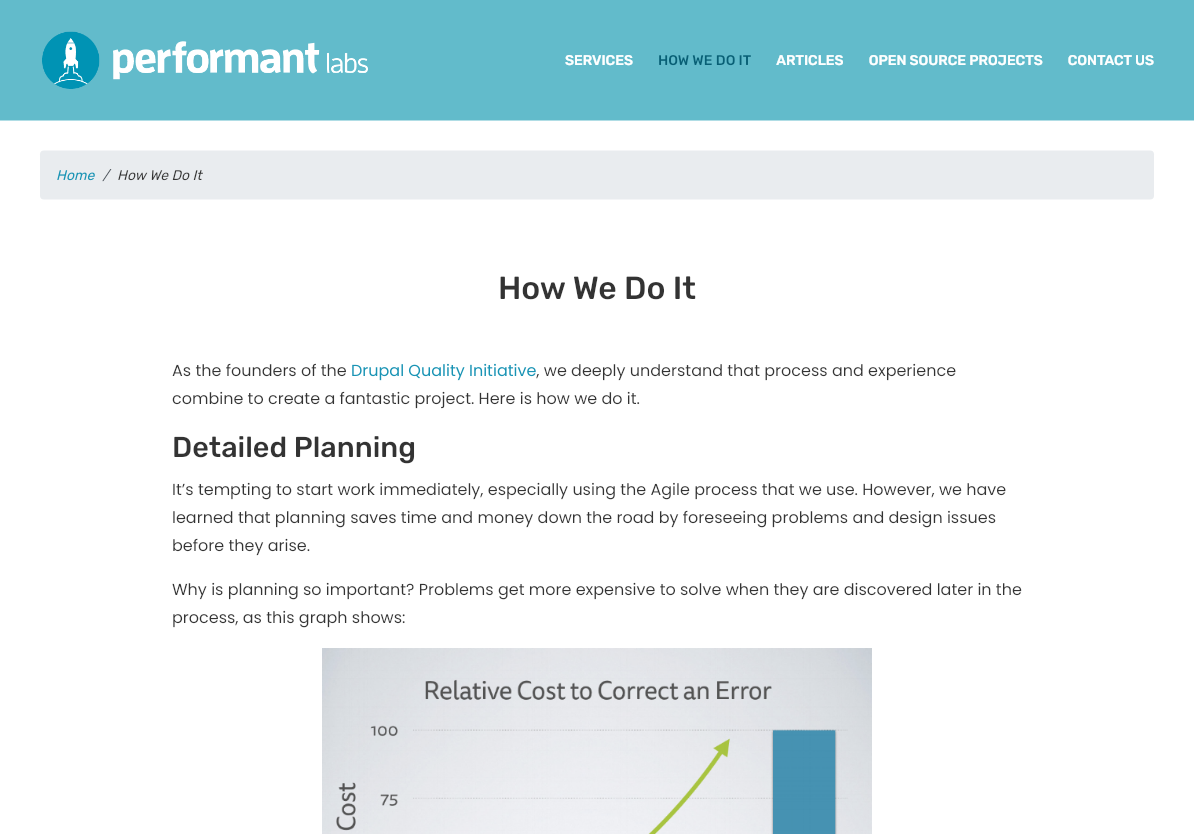 performant labs
SERVICES HOW WE DO IT ARTICLES OPEN SOURCE PROJECTS CONTACT US
Home / How We Do It
How We Do It
As the founders of the Drupal Quality Initiative, we deeply understand that process and experience
combine to create a fantastic project. Here is how we do it.
Detailed Planning
It’s tempting to start work immediately, especially using the Agile process that we use. However, we have
learned that planning saves time and money down the road by foreseeing problems and design issues
before they arise.
Why is planning so important? Problems get more expensive to solve when they are discovered later in the
process, as this graph shows:
Relative Cost to Correct an Error
100
75
Cost